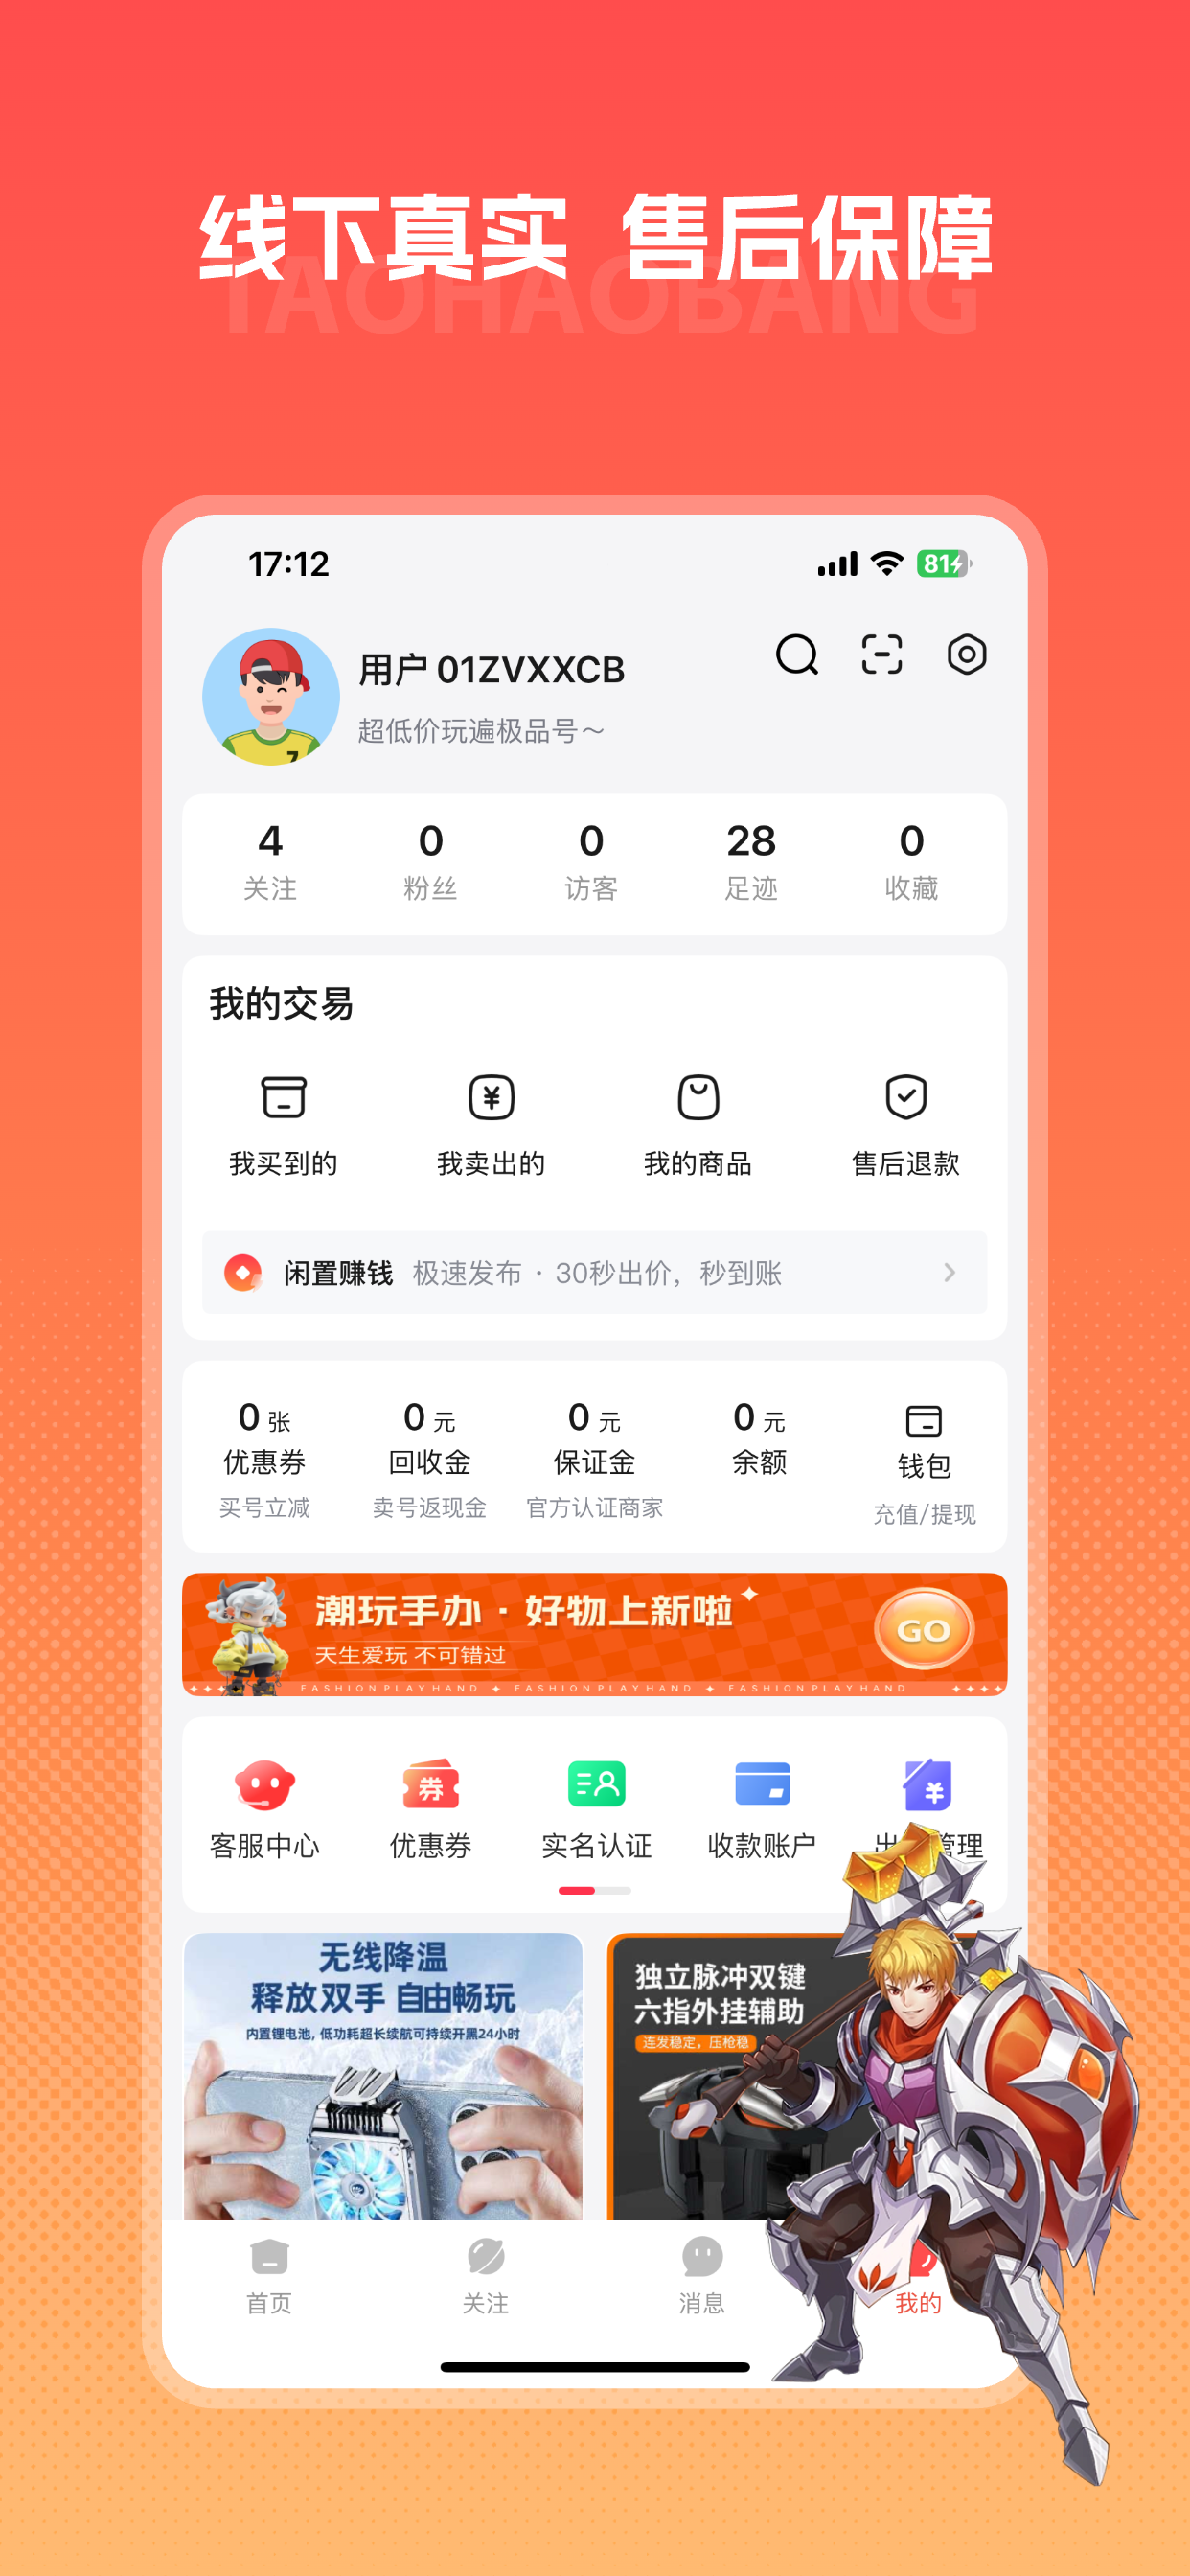 线下真实 售后保障
TAOHAOBANG
17:12
81
用户 01ZVXXCB
超低价玩遍极品号～
4 0 0 28 0
关注 粉丝 访客 足迹 收藏
我的交易
我买到的 我卖出的 我的商品 售后退款
闲置赚钱 极速发布 · 30秒出价，秒到账
0 张 0 元 0 元 0 元
优惠券 回收金 保证金 余额 钱包
买号立减 卖号返现金 官方认证商家 充值/提现
潮玩手办 · 好物上新啦
GO
天生爱玩 不可错过
FASHION PLAY HAND FASHION PLAY HAND FASHION PLAY HAND
券
客服中心 优惠券 实名认证 收款账户 出 管理
无线降温
释放双手 自由畅玩
内置锂电池, 低功耗超长续航可持续开黑24小时
独立脉冲双键
六指外挂辅助
连发稳定，压枪稳
首页 关注 消息 我的